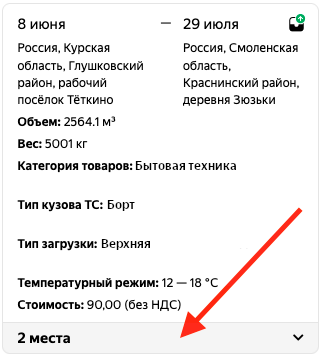 8 июня — 29 июля
Россия, Курская
область, Глушковский
район, рабочий
посёлок Тёткино
Россия, Смоленская
область,
Краснинский район,
деревня Зюзьки
Объем: 2564.1 м³
Вес: 5001 кг
Категория товаров: Бытовая техника
Тип кузова ТС: Борт
Тип загрузки: Верхняя
Температурный режим: 12 — 18 °C
Стоимость: 90,00 (без НДС)
2 места